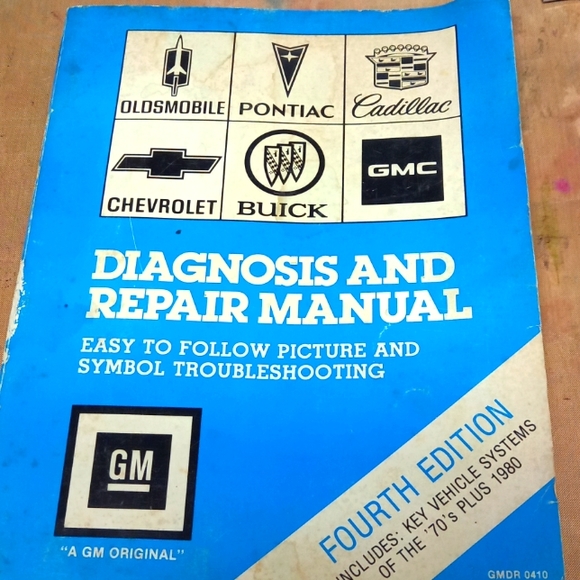 OLDSMOBILE PONTIAC Cadillac
CHEVROLET BUICK GMC
DIAGNOSIS AND
REPAIR MANUAL
EASY TO FOLLOW PICTURE AND
SYMBOL TROUBLESHOOTING
GM
"A GM ORIGINAL"
FOURTH EDITION
INCLUDES: KEY VEHICLE SYSTEMS
OF THE '70's PLUS 1980
GMDR 0410